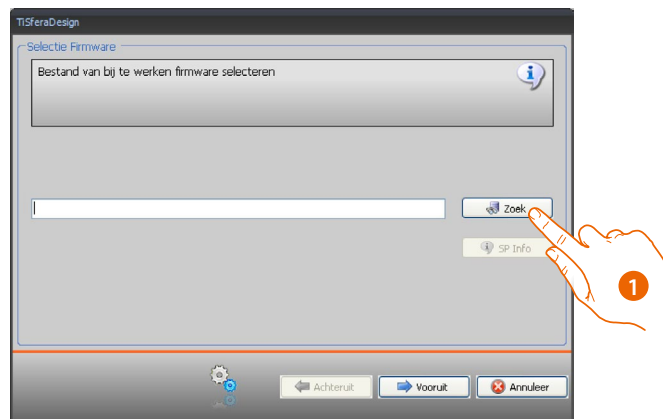 TiSferaDesign
Selectie Firmware
Bestand van bij te werken firmware selecteren
Zoek
SP Info
1
Achteruit
Vooruit
Annuleer